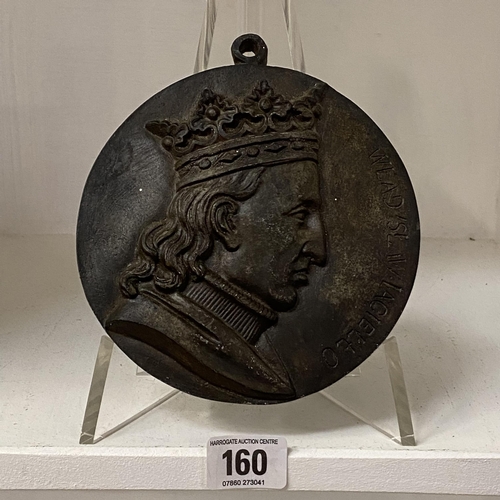 WŁADYSŁAW JAGIEŁŁO
HARROGATE AUCTION CENTRE
160
07860 273041